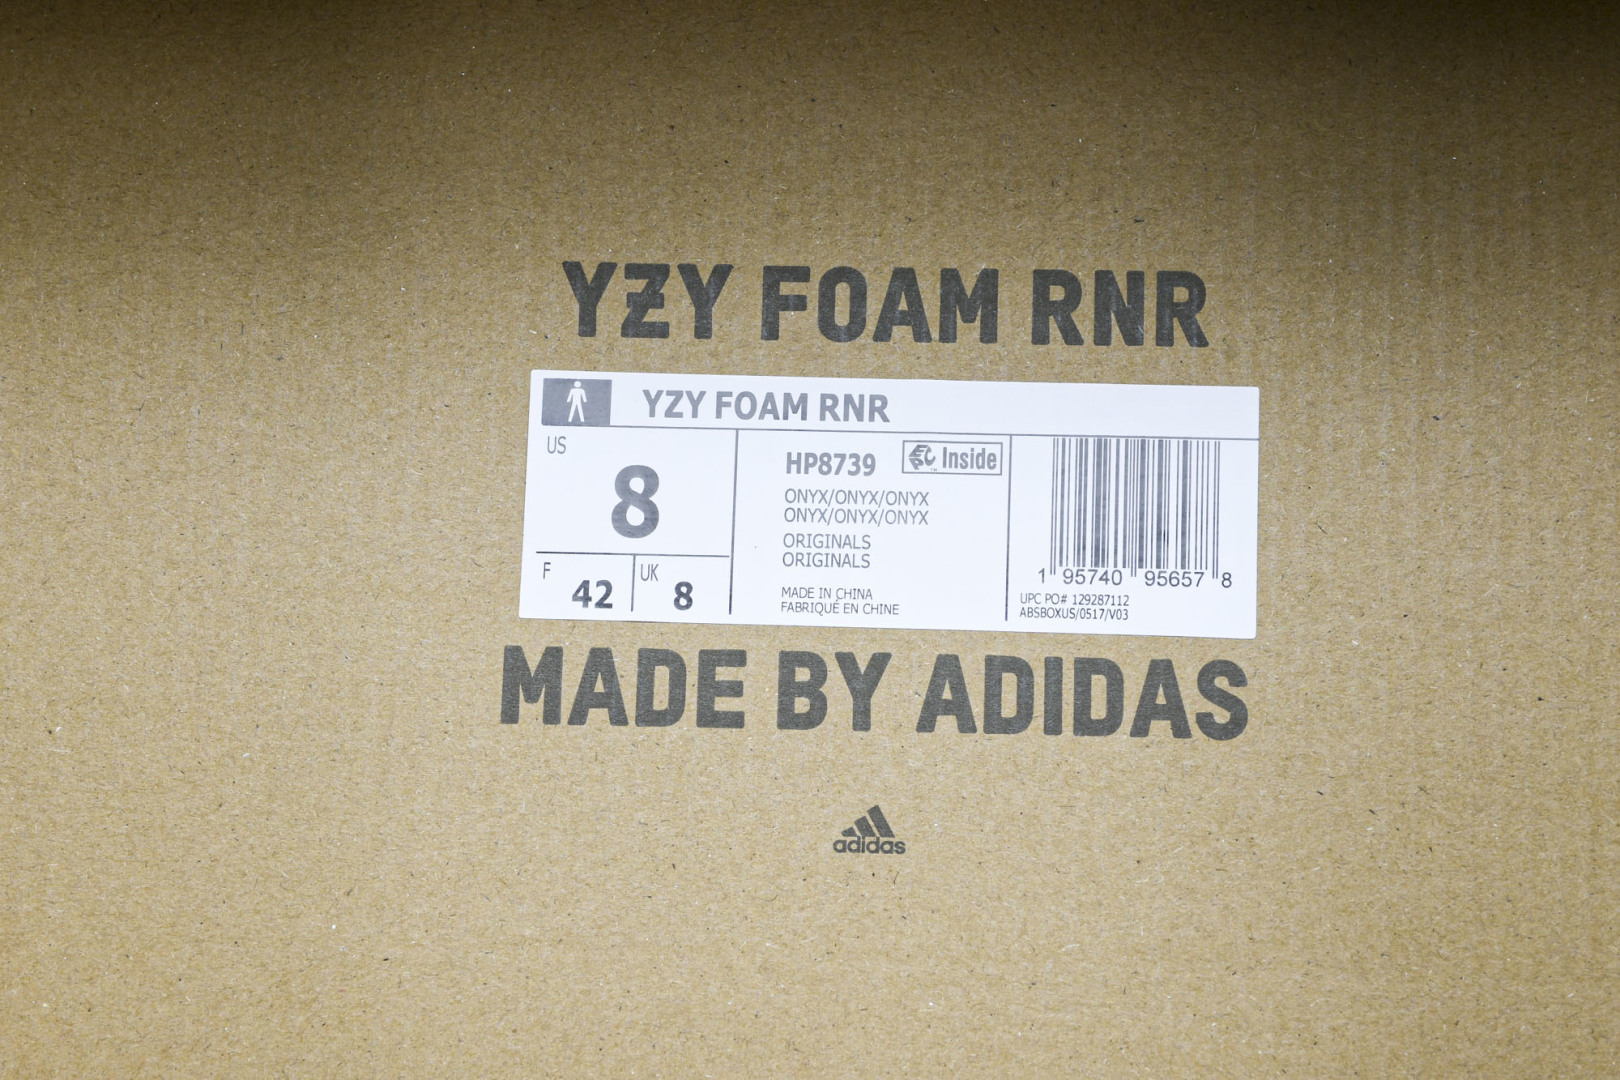 YZY FOAM RNR
YZY FOAM RNR
US
8
F 42
UK 8
HP8739
EPC Inside
ONYX/ONYX/ONYX
ONYX/ONYX/ONYX
ORIGINALS
ORIGINALS
MADE IN CHINA
FABRIQUÉ EN CHINE
1 95740 95657 8
UPC PO# 129287112
ABSBOXUS/0517/V03
MADE BY ADIDAS
adidas